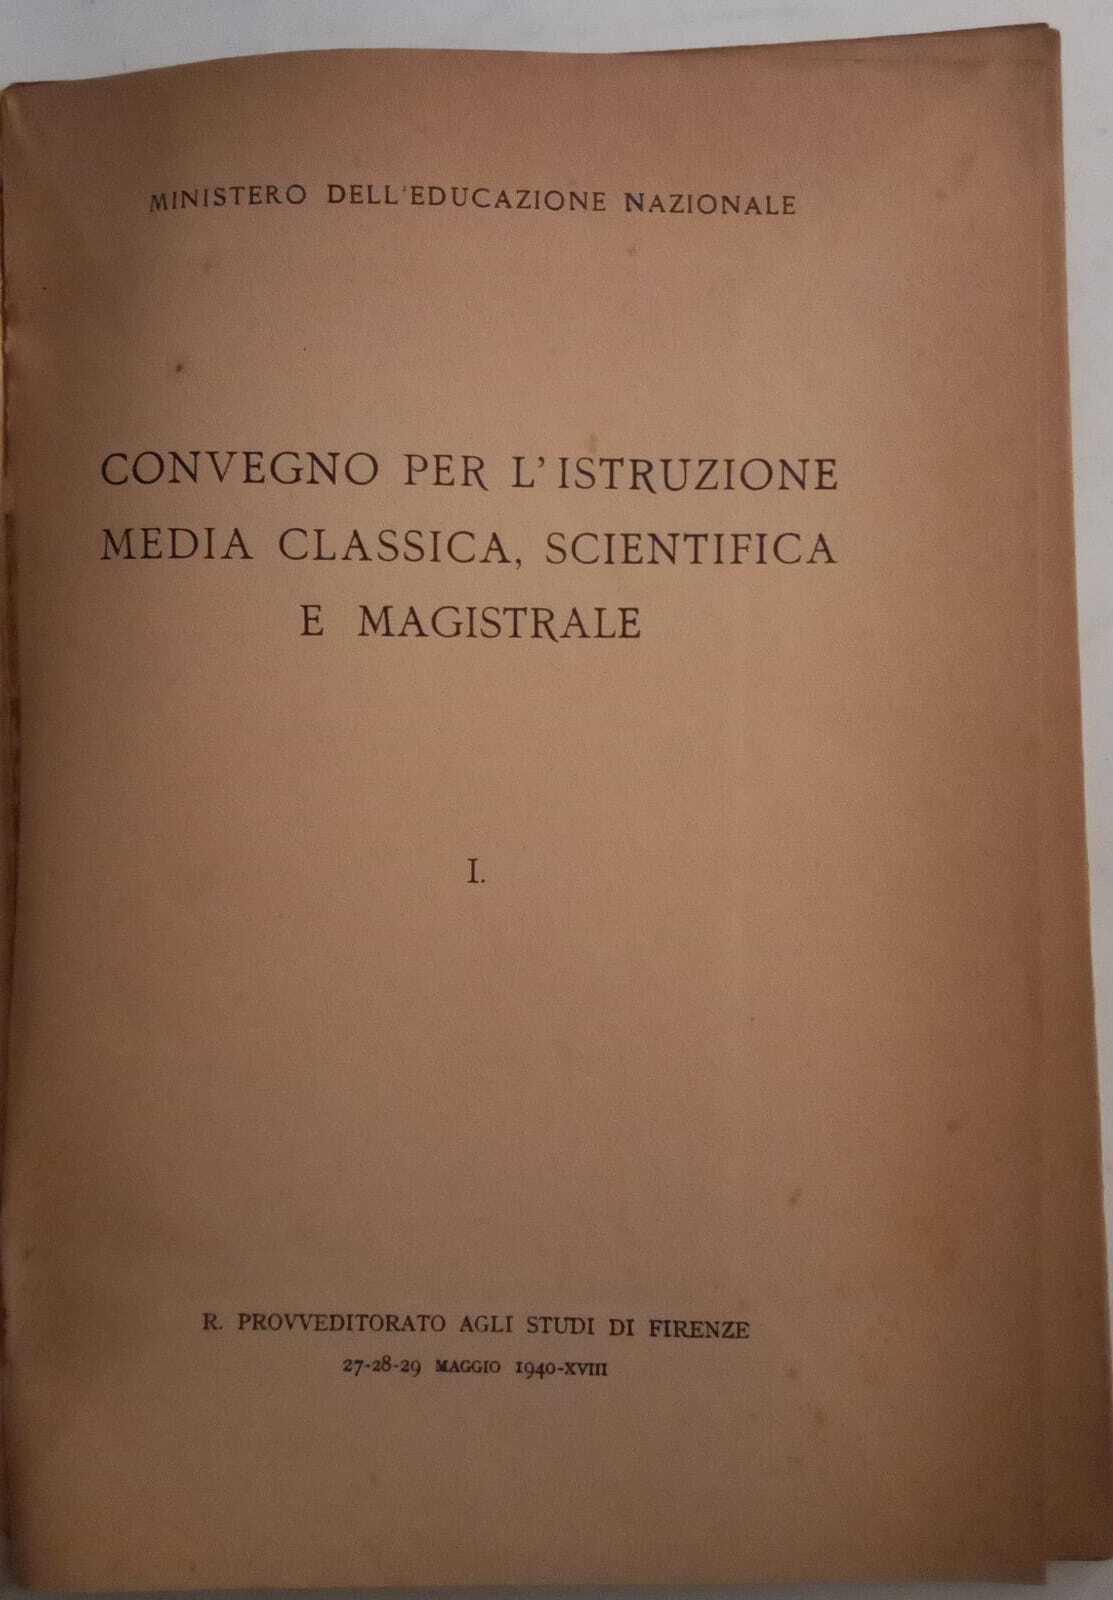 MINISTERO DELL'EDUCAZIONE NAZIONALE
CONVEGNO PER L'ISTRUZIONE
MEDIA CLASSICA, SCIENTIFICA
E MAGISTRALE
I.
R. PROVVEDITORATO AGLI STUDI DI FIRENZE
27-28-29 MAGGIO 1940-XVIII